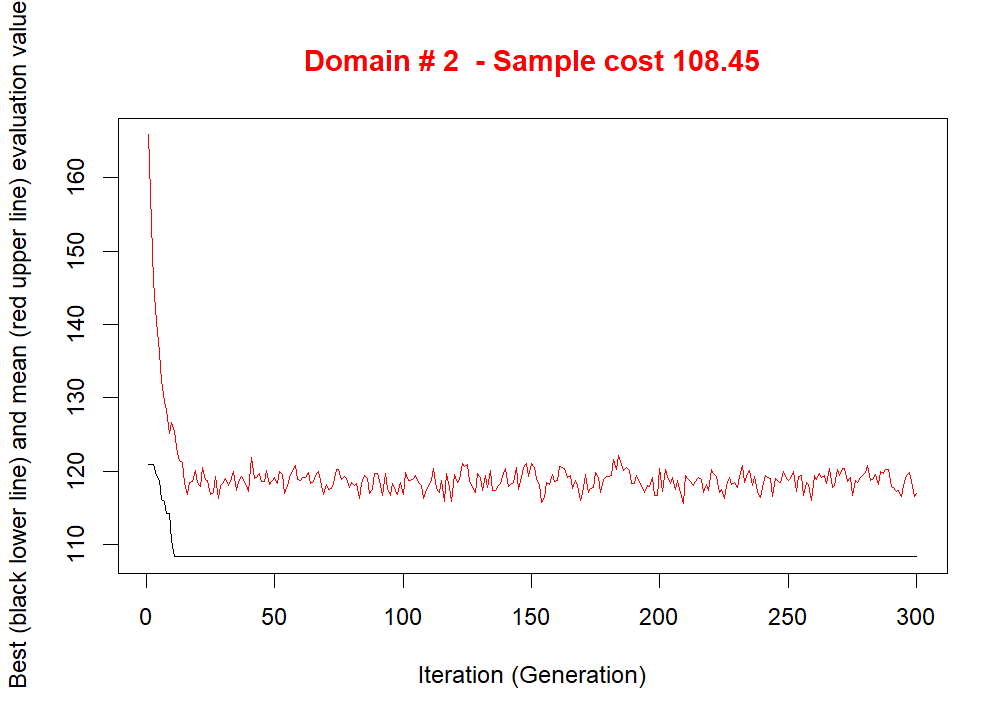 Domain # 2  - Sample cost 108.45
Best (black lower line) and mean (red upper line) evaluation value
160
150
140
130
120
110
0 50 100 150 200 250 300
Iteration (Generation)